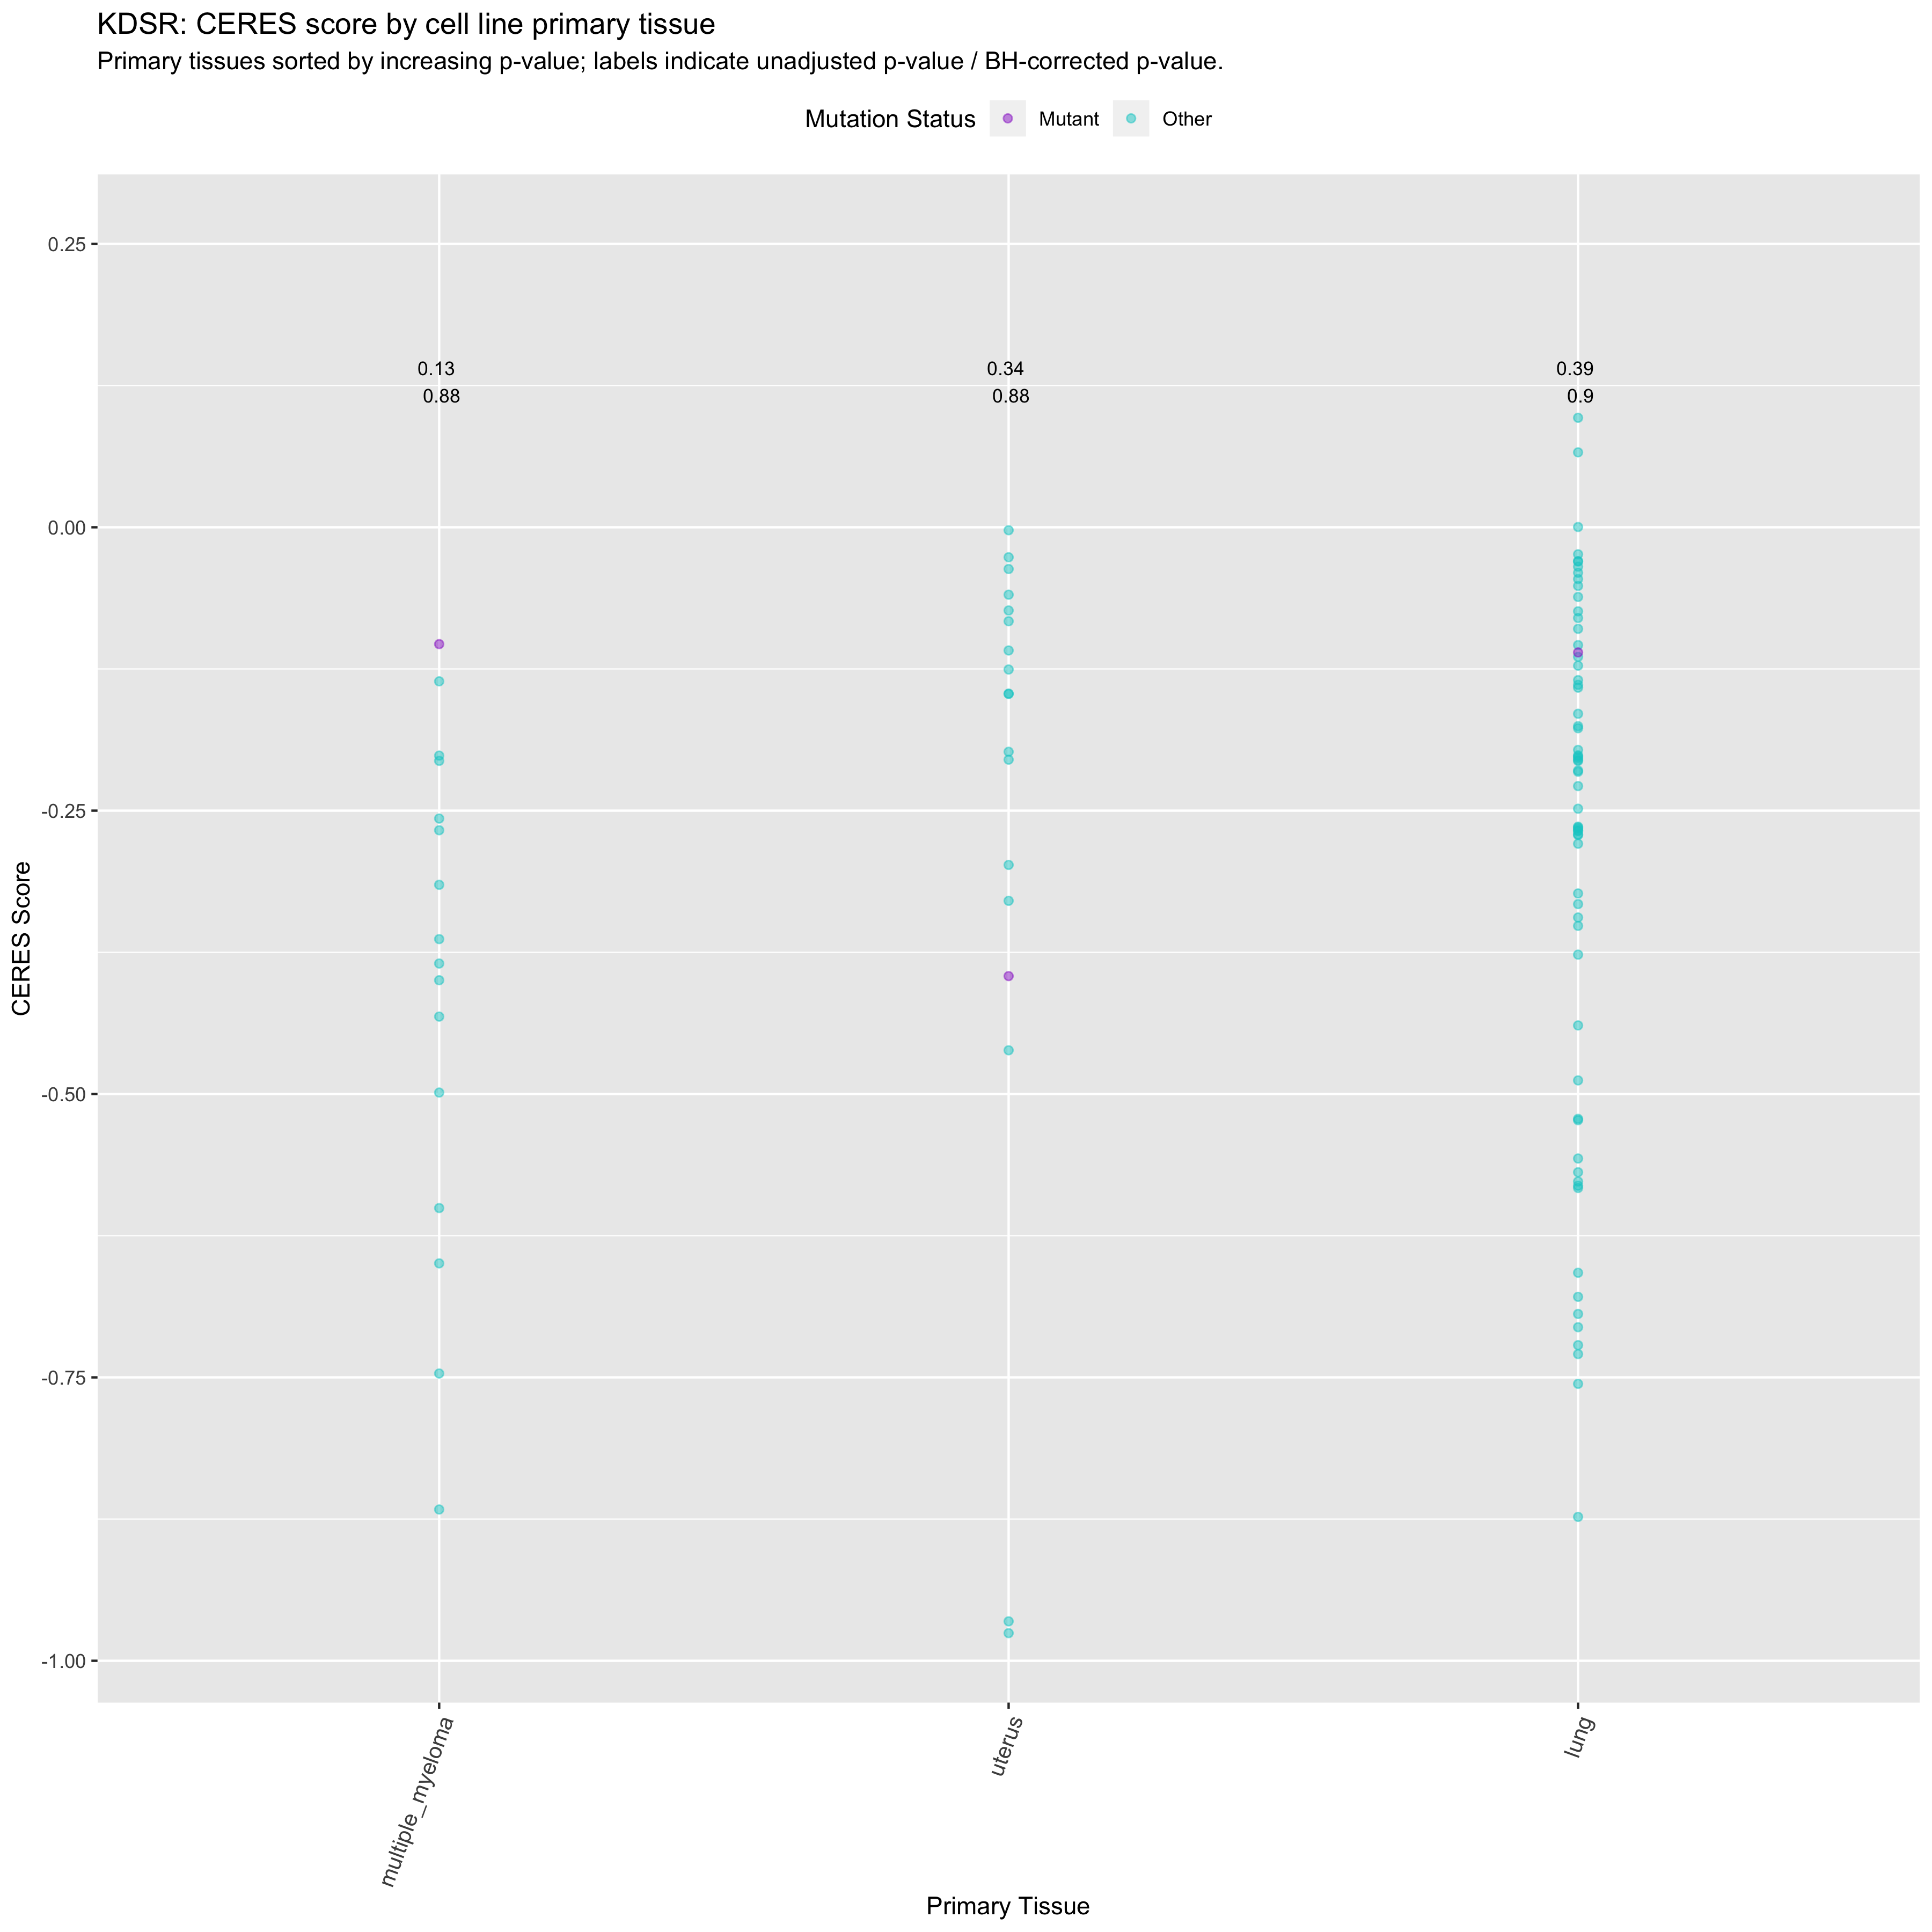 KDSR: CERES score by cell line primary tissue
Primary tissues sorted by increasing p-value; labels indicate unadjusted p-value / BH-corrected p-value.
Mutation Status Mutant Other
0.25
0.13 0.34 0.39
0.88 0.88 0.9
0.00
-0.25
CERES Score
-0.50
-0.75
-1.00
multiple_myeloma uterus lung
Primary Tissue